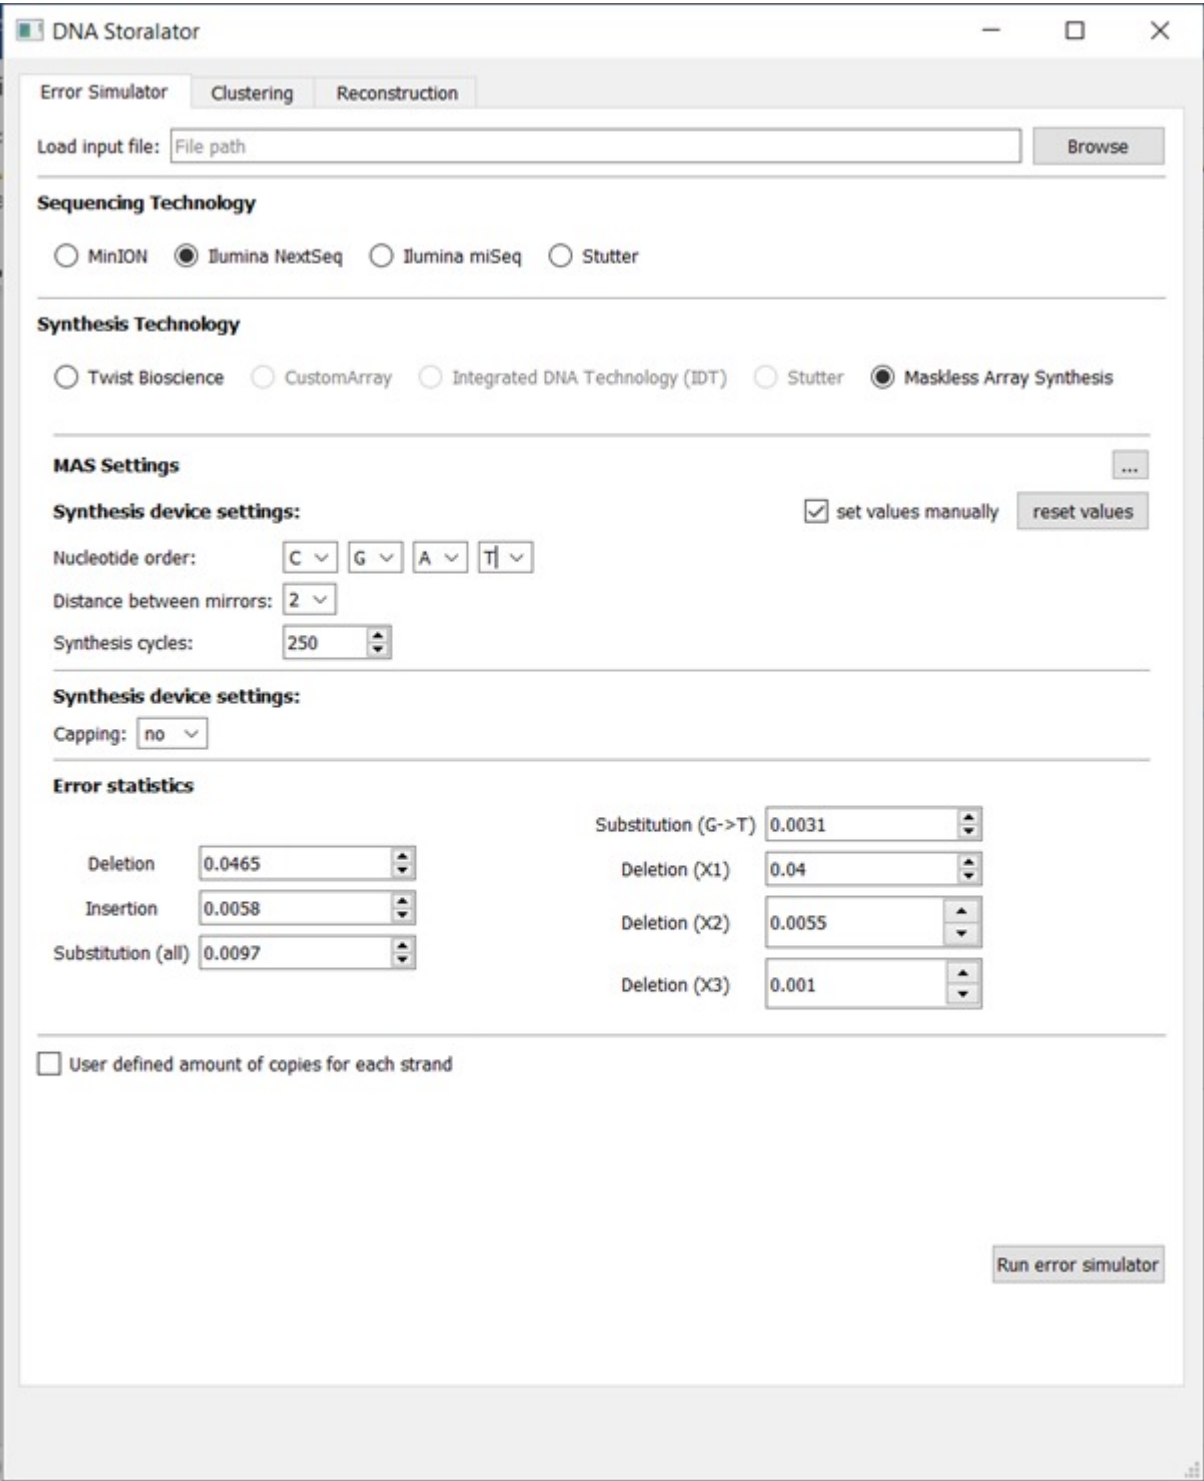 DNA Storalator
Error Simulator Clustering Reconstruction
Load input file: File path Browse
Sequencing Technology
MinION Ilumina NextSeq Ilumina miSeq Stutter
Synthesis Technology
Twist Bioscience CustomArray Integrated DNA Technology (IDT) Stutter Maskless Array Synthesis
MAS Settings ...
Synthesis device settings: set values manually reset values
Nucleotide order: C G A T
Distance between mirrors: 2
Synthesis cycles: 250
Synthesis device settings:
Capping: no
Error statistics
Substitution (G->T) 0.0031
Deletion 0.0465 Deletion (X1) 0.04
Insertion 0.0058 Deletion (X2) 0.0055
Substitution (all) 0.0097 Deletion (X3) 0.001
User defined amount of copies for each strand
Run error simulator